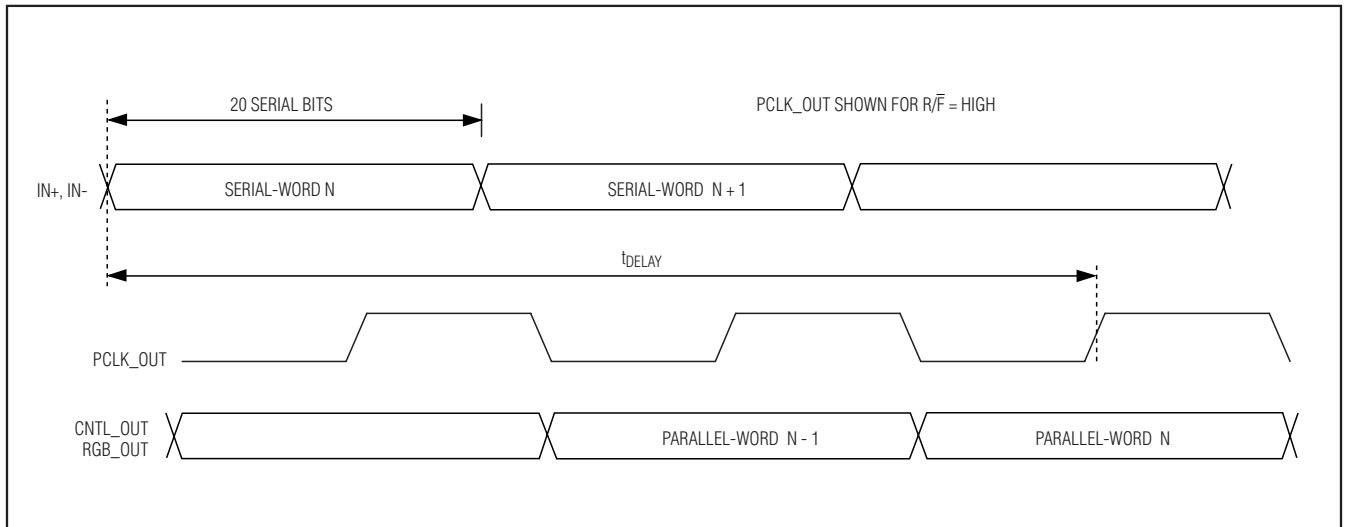 20 SERIAL BITS
PCLK_OUT SHOWN FOR R/F̅ = HIGH
IN+, IN-
SERIAL-WORD N
SERIAL-WORD N + 1
tDELAY
PCLK_OUT
CNTL_OUT
RGB_OUT
PARALLEL-WORD N - 1
PARALLEL-WORD N